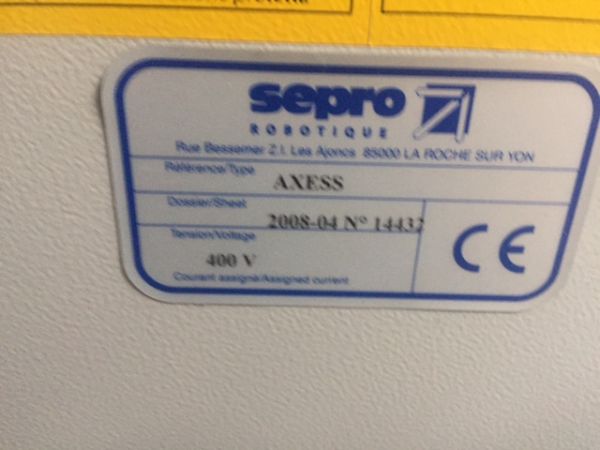 sepro
ROBOTIQUE
Rue Bessemer Z.I. Les Ajoncs 85000 LA ROCHE SUR YON
Référence/Type
AXESS
Dossier/Sheet
2008-04 N° 14432
Tension/Voltage
400 V
CE
Courant assigné/Assigned current